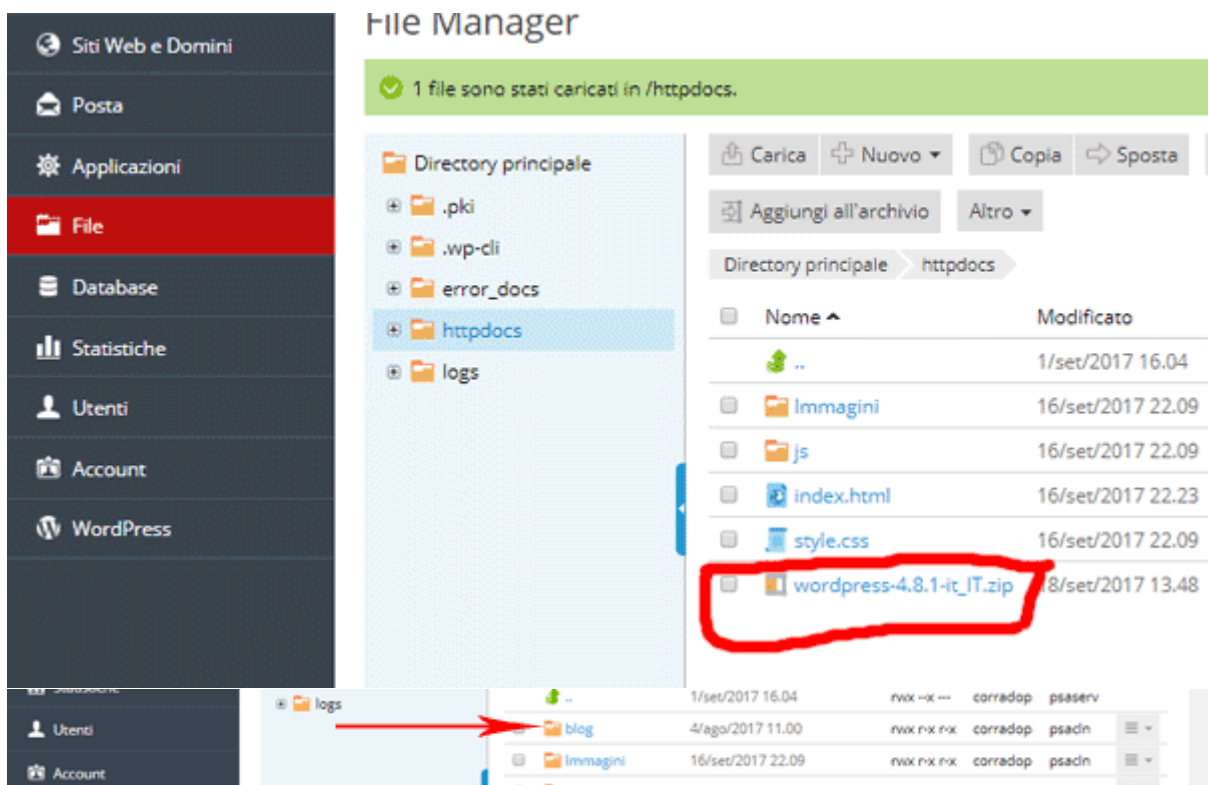 File Manager
Siti Web e Domini
Posta
Applicazioni
File
Database
Statistiche
Utenti
Account
WordPress
1 file sono stati caricati in /httpdocs.
Directory principale
.pki
.wp-cli
error_docs
httpdocs
logs
Carica Nuovo Copia Sposta
Aggiungi all'archivio Altro
Directory principale httpdocs
Nome Modificato
.. 1/set/2017 16.04
Immagini 16/set/2017 22.09
js 16/set/2017 22.09
index.html 16/set/2017 22.23
style.css 16/set/2017 22.09
wordpress-4.8.1-it_IT.zip 18/set/2017 13.48
Statistiche
Utenti
Account
logs
.. 1/set/2017 16.04 rwx --x --- corradop psaserv
blog 4/ago/2017 11.00 rwx r-x r-x corradop psacln
Immagini 16/set/2017 22.09 rwx r-x r-x corradop psacln